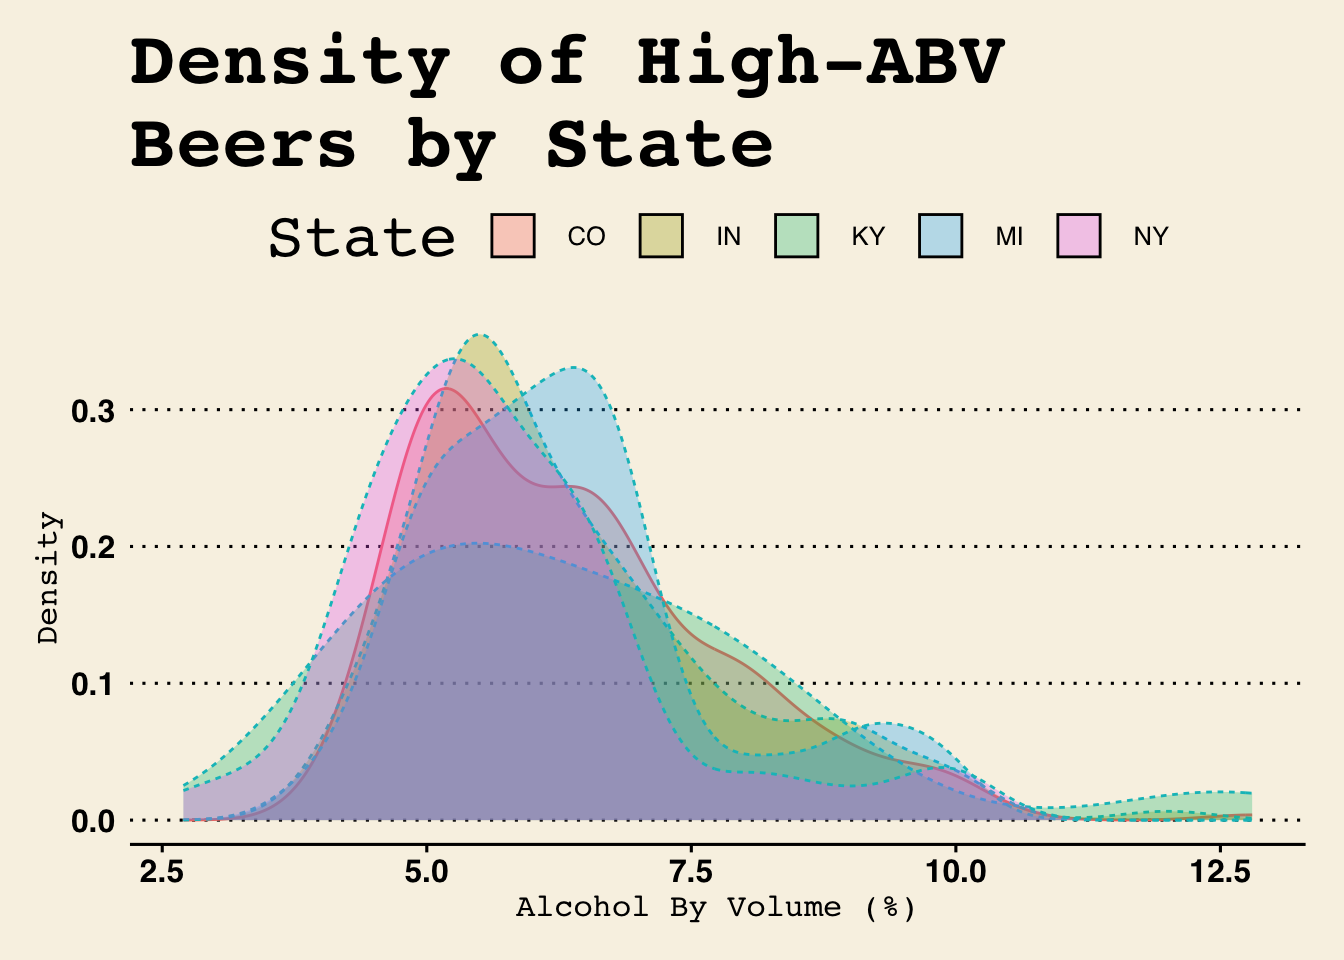 Density of High-ABV
Beers by State
State CO IN KY MI NY
0.3
0.2
0.1
0.0
Density
2.5 5.0 7.5 10.0 12.5
Alcohol By Volume (%)